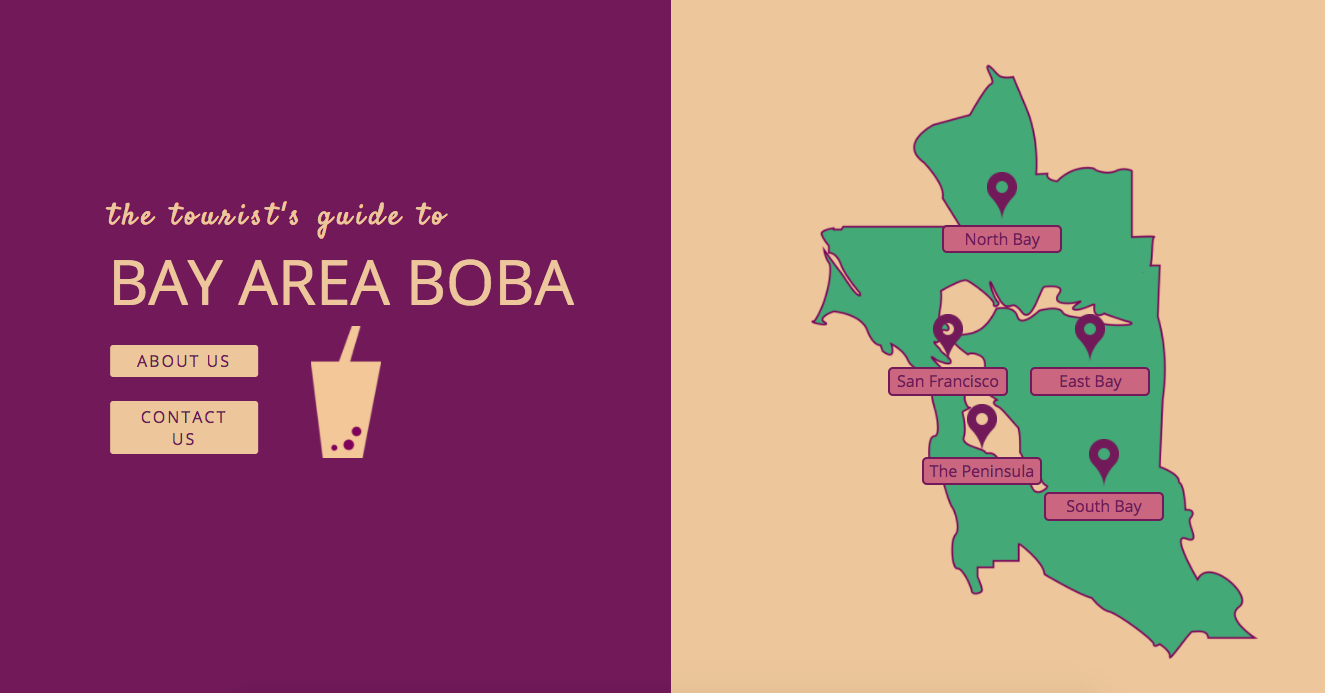 the tourist's guide to
BAY AREA BOBA
ABOUT US
CONTACT
US
North Bay
San Francisco
East Bay
The Peninsula
South Bay